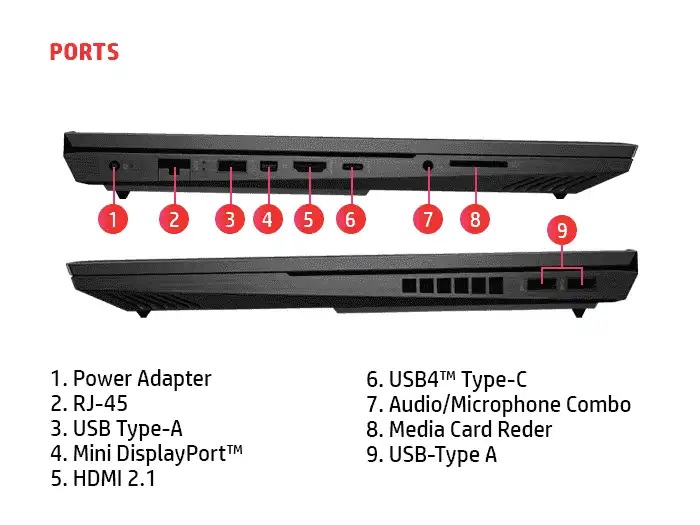 PORTS
1
2
3
4
5
6
7
8
9
1. Power Adapter
2. RJ-45
3. USB Type-A
4. Mini DisplayPort™
5. HDMI 2.1
6. USB4™ Type-C
7. Audio/Microphone Combo
8. Media Card Reder
9. USB-Type A